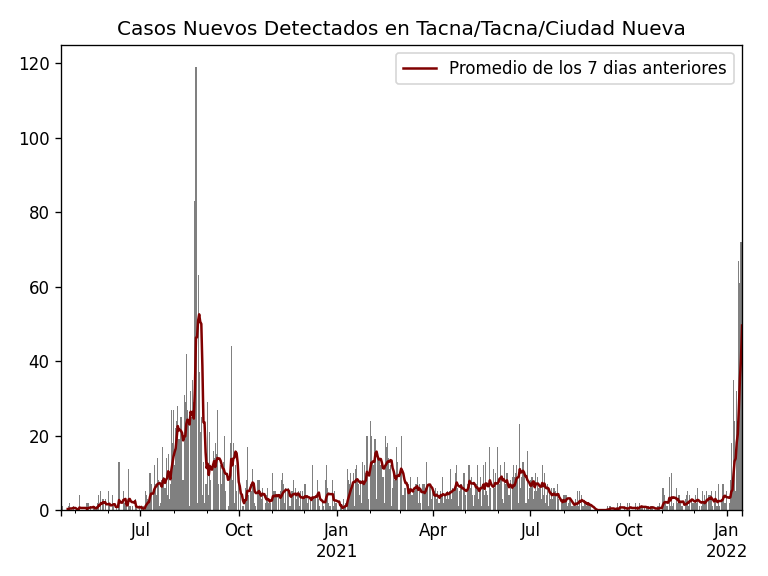 Casos Nuevos Detectados en Tacna/Tacna/Ciudad Nueva
Promedio de los 7 dias anteriores
120
100
80
60
40
20
0
Jul
Oct
Jan
2021
Apr
Jul
Oct
Jan
2022